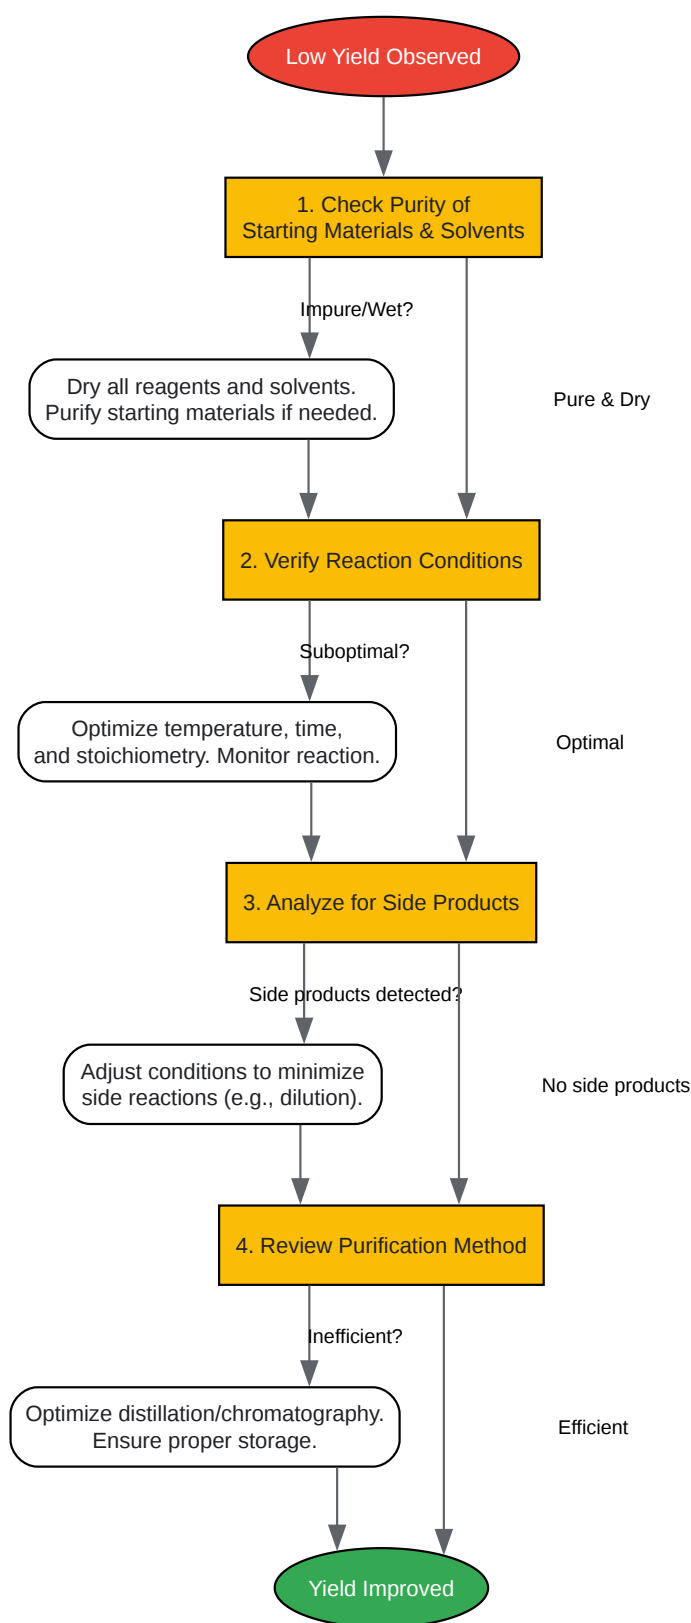 Low Yield Observed
1. Check Purity of
Starting Materials & Solvents
Impure/Wet?
Dry all reagents and solvents.
Purify starting materials if needed.
Pure & Dry
2. Verify Reaction Conditions
Suboptimal?
Optimize temperature, time,
and stoichiometry. Monitor reaction.
Optimal
3. Analyze for Side Products
Side products detected?
Adjust conditions to minimize
side reactions (e.g., dilution).
No side products
4. Review Purification Method
Inefficient?
Optimize distillation/chromatography.
Ensure proper storage.
Efficient
Yield Improved